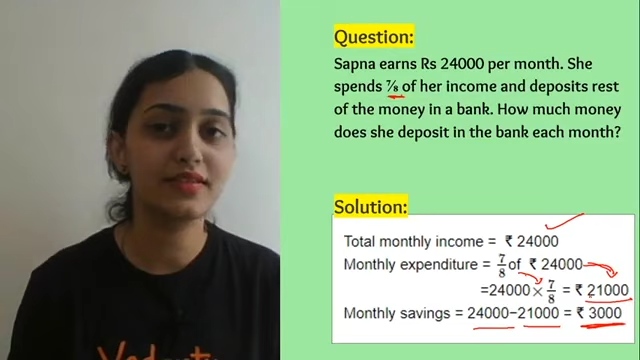 Question:
Sapna earns Rs 24000 per month. She
spends ⅞ of her income and deposits rest
of the money in a bank. How much money
does she deposit in the bank each month?
Solution:
Total monthly income = ₹ 24000
Monthly expenditure = 7/8 of ₹ 24000
=24000 × 7/8 = ₹ 21000
Monthly savings = 24000−21000 = ₹ 3000